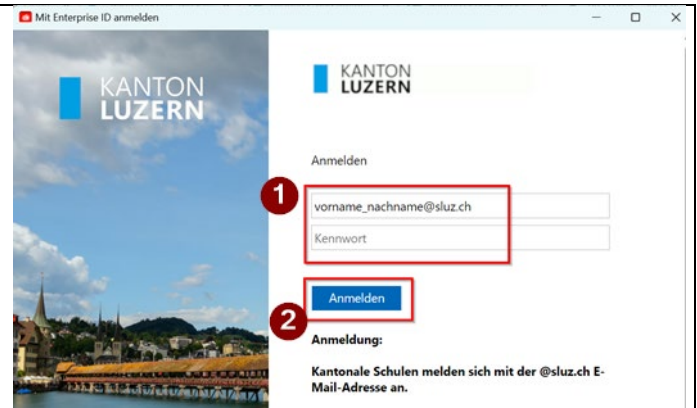 Mit Enterprise ID anmelden
KANTON
LUZERN
KANTON
LUZERN
Anmelden
1
vorname_nachname@sluz.ch
Kennwort
Anmelden
2
Anmeldung:
Kantonale Schulen melden sich mit der @sluz.ch E-
Mail-Adresse an.